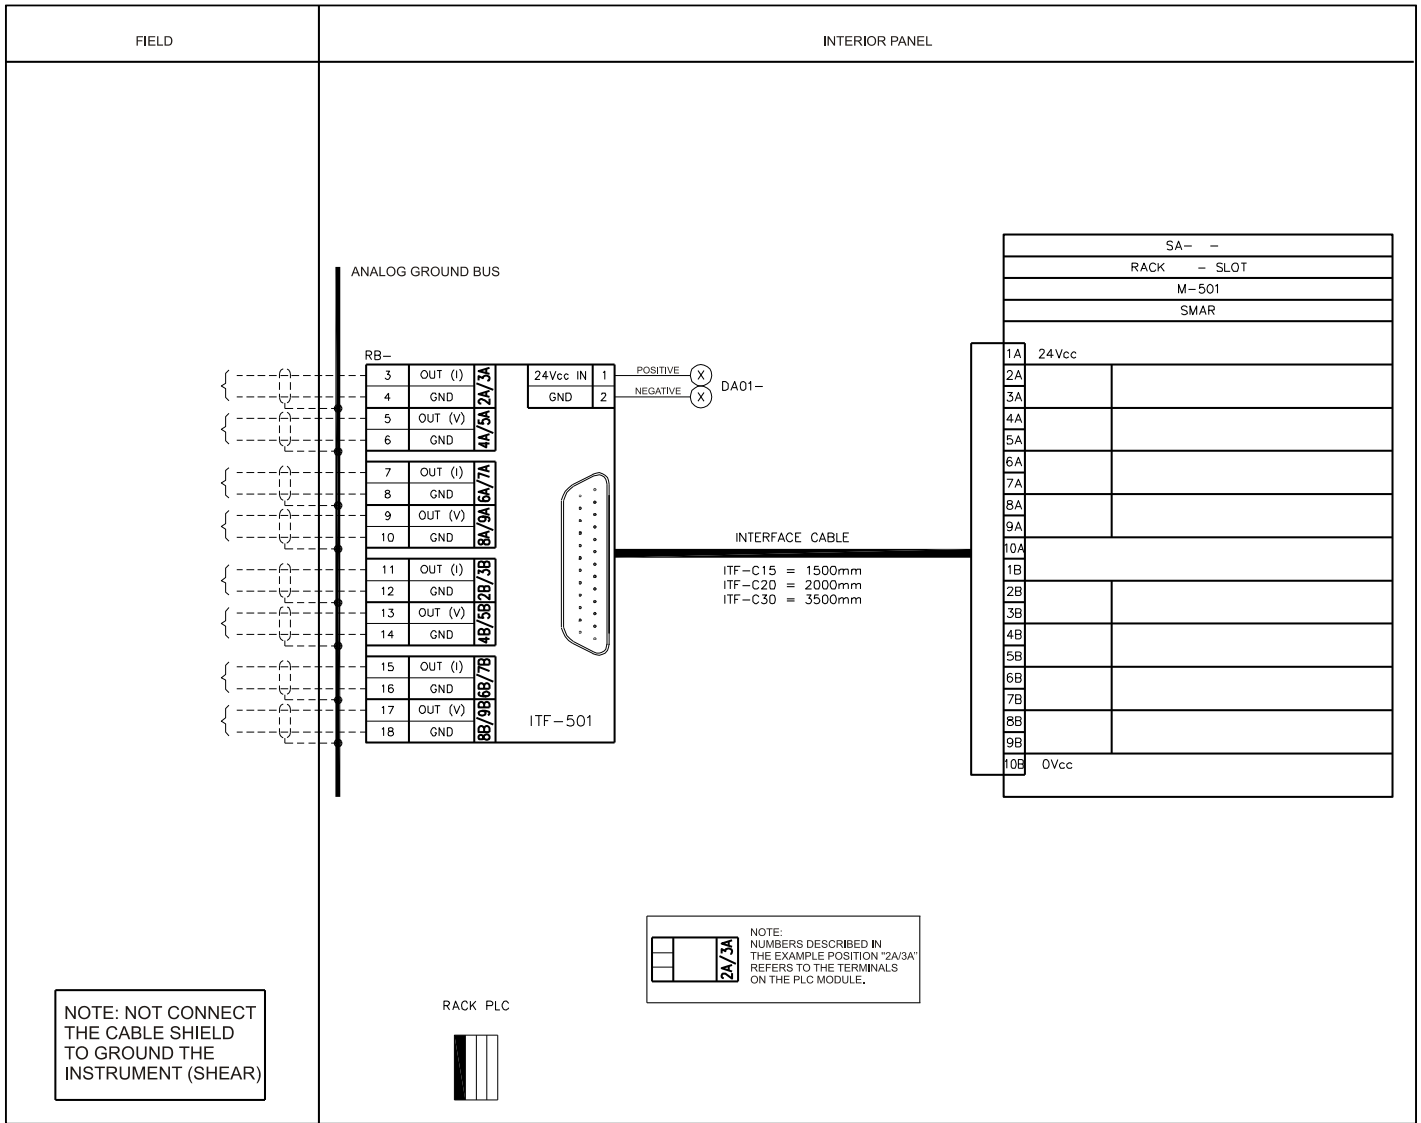 FIELD
INTERIOR PANEL
ANALOG GROUND BUS
RB-
3 OUT (I) 2A/3A
4 GND
5 OUT (V) 4A/5A
6 GND
7 OUT (I) 6A/7A
8 GND
9 OUT (V) 8A/9A
10 GND
11 OUT (I) 2B/3B
12 GND
13 OUT (V) 4B/5B
14 GND
15 OUT (I) 6B/7B
16 GND
17 OUT (V) 8B/9B
18 GND
24Vcc IN 1 POSITIVE X
GND 2 NEGATIVE X
DA01-
ITF-501
INTERFACE CABLE
ITF-C15 = 1500mm
ITF-C20 = 2000mm
ITF-C30 = 3500mm
SA- -
RACK - SLOT
M-501
SMAR
1A 24Vcc
2A
3A
4A
5A
6A
7A
8A
9A
10A
1B
2B
3B
4B
5B
6B
7B
8B
9B
10B 0Vcc
2A/3A
NOTE:
NUMBERS DESCRIBED IN
THE EXAMPLE POSITION "2A/3A"
REFERS TO THE TERMINALS
ON THE PLC MODULE.
RACK PLC
NOTE: NOT CONNECT
THE CABLE SHIELD
TO GROUND THE
INSTRUMENT (SHEAR)